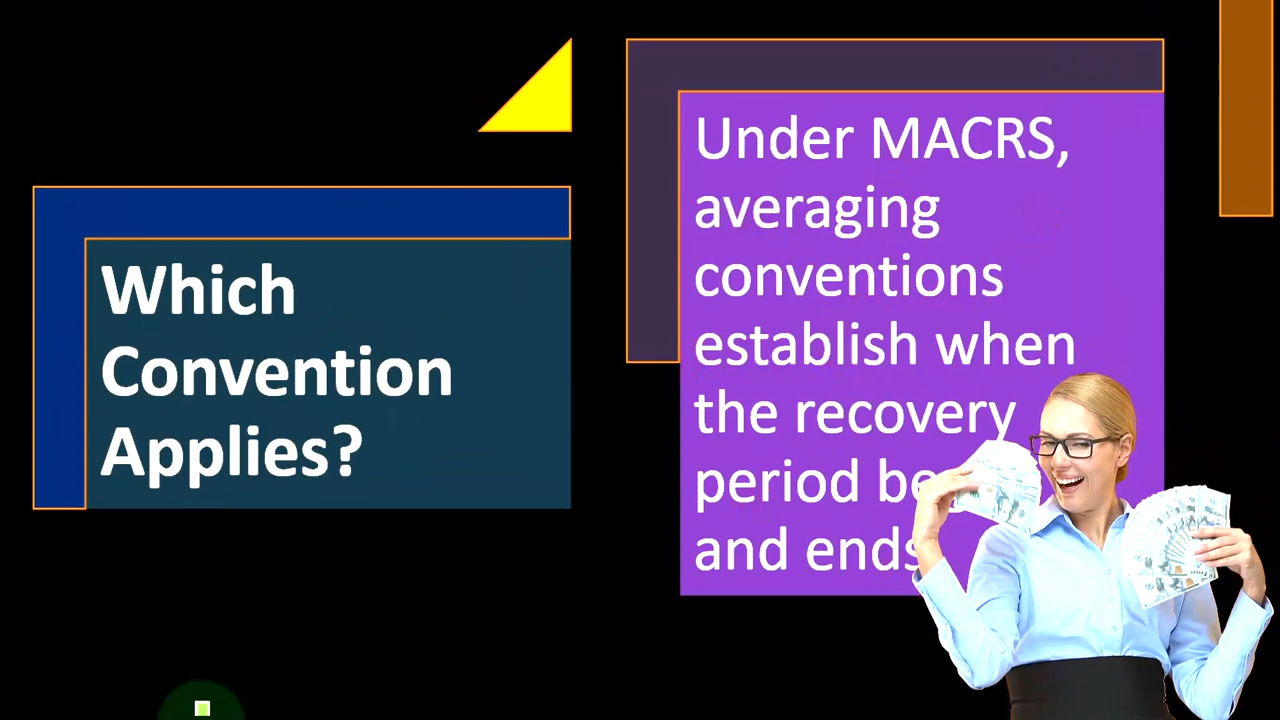 Which
Convention
Applies?
Under MACRS,
averaging
conventions
establish when
the recovery
period
and ends